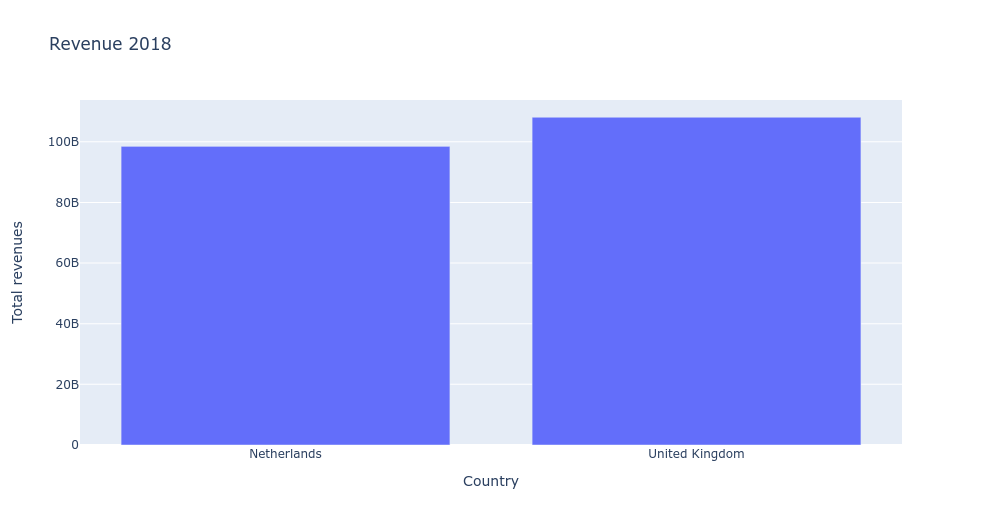 Revenue 2018
Total revenues
100B
80B
60B
40B
20B
0
Netherlands
United Kingdom
Country